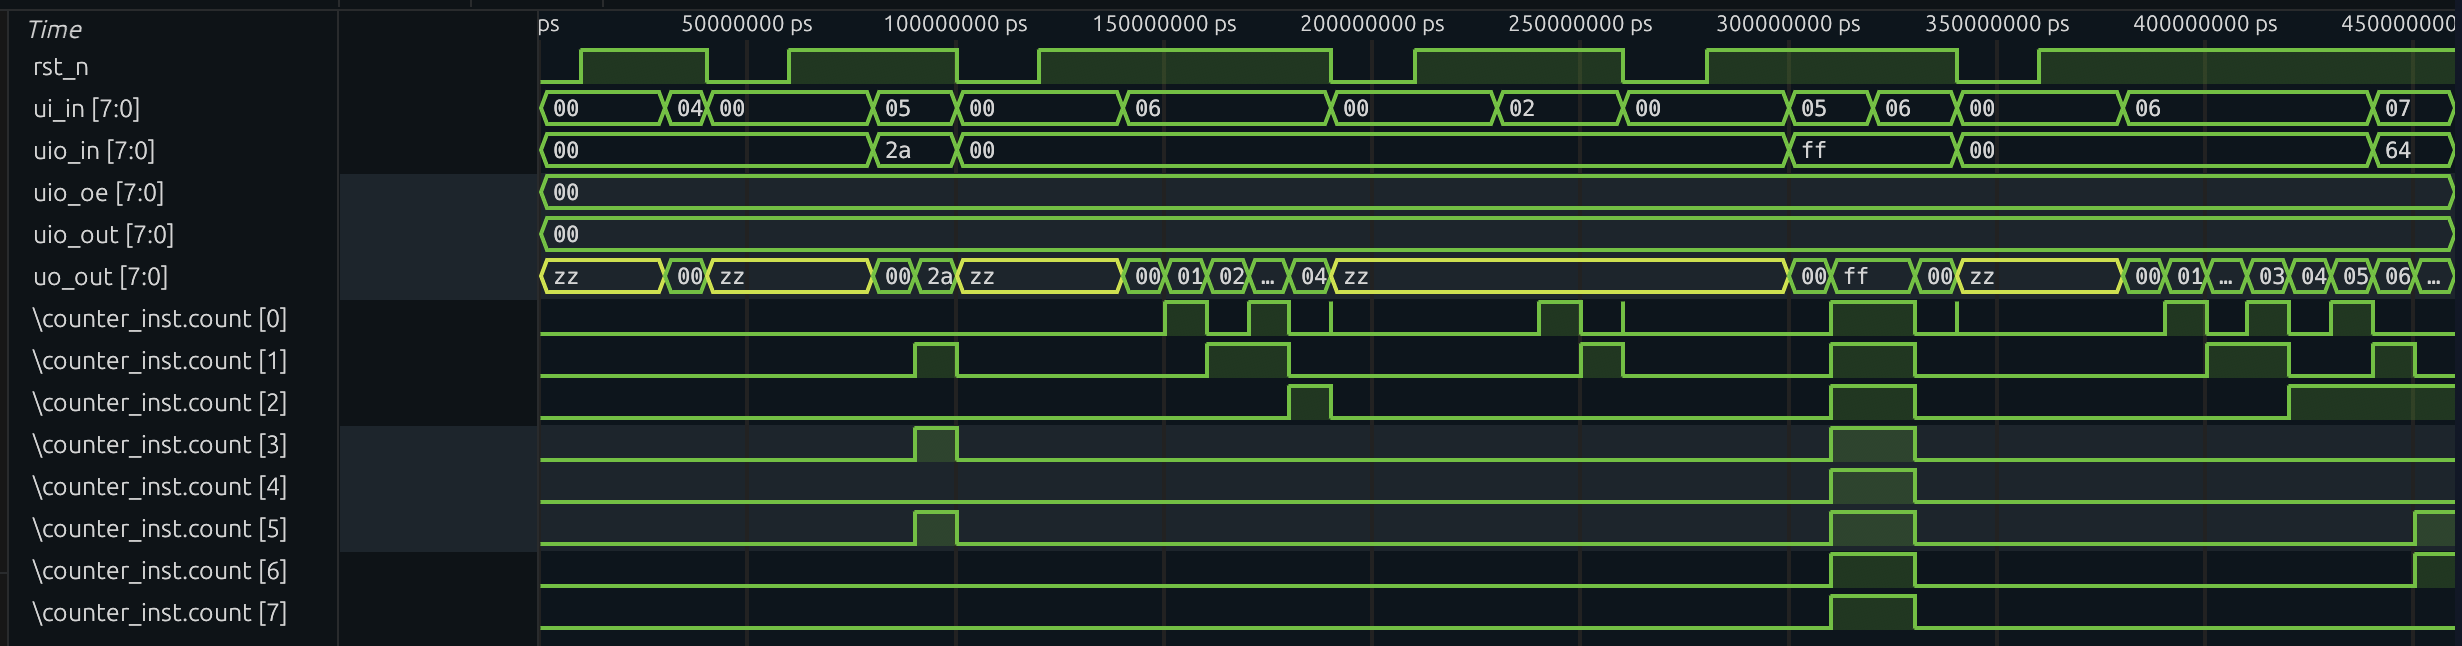 Time ps 50000000 ps 100000000 ps 150000000 ps 200000000 ps 250000000 ps 300000000 ps 350000000 ps 400000000 ps 450000000
rst_n
ui_in [7:0] 00 04 00 05 00 06 00 02 00 05 06 00 06 07
uio_in [7:0] 00 2a 00 ff 00 64
uio_oe [7:0] 00
uio_out [7:0] 00
uo_out [7:0] zz 00 zz 00 2a zz 00 01 02 … 04 zz 00 ff 00 zz 00 01 … 03 04 05 06 …
\counter_inst.count [0]
\counter_inst.count [1]
\counter_inst.count [2]
\counter_inst.count [3]
\counter_inst.count [4]
\counter_inst.count [5]
\counter_inst.count [6]
\counter_inst.count [7]